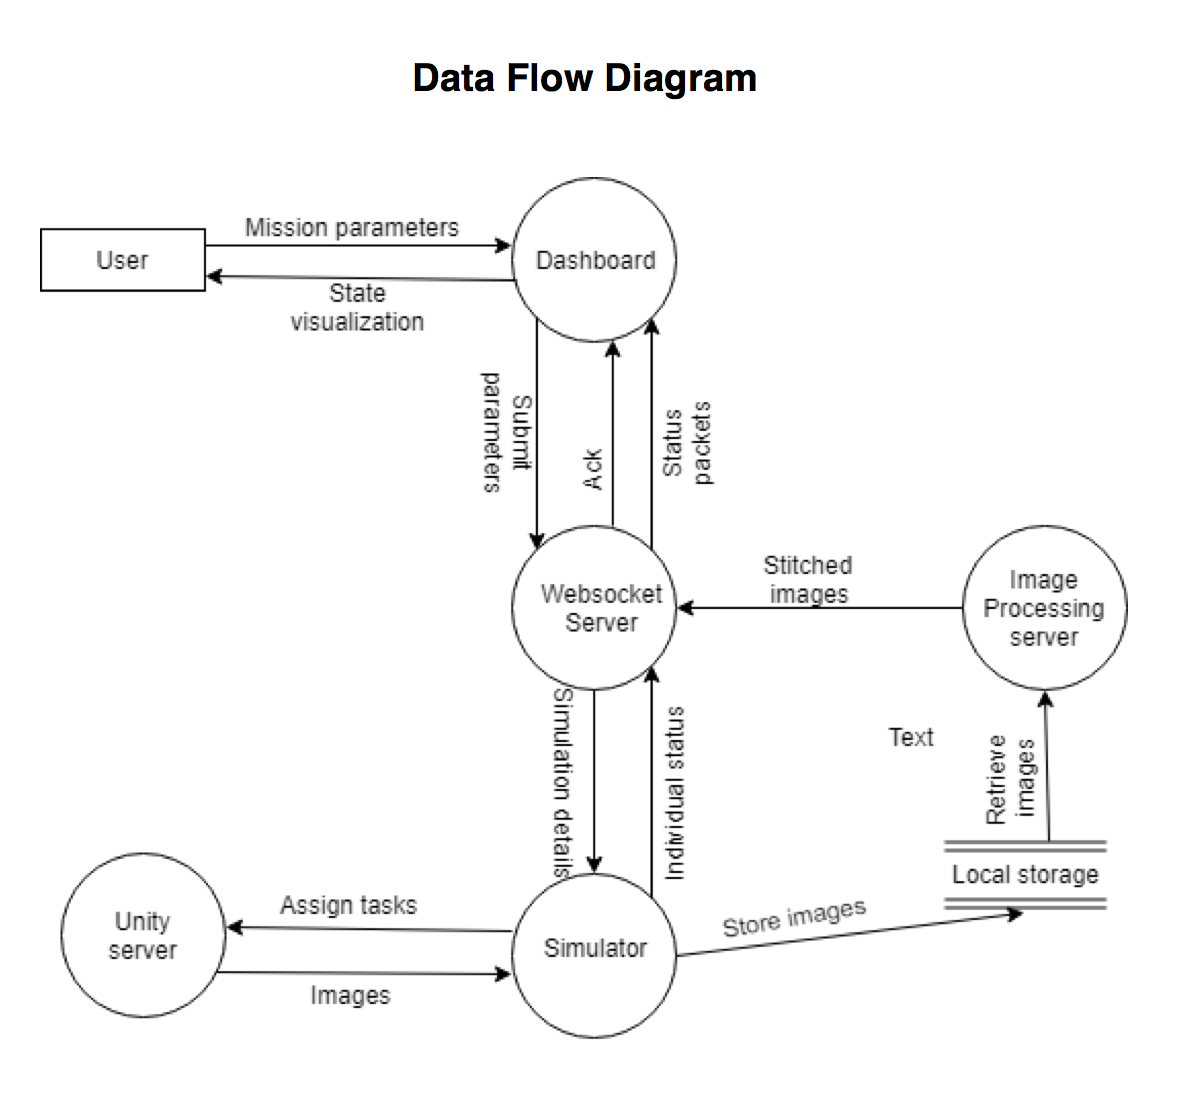 Data Flow Diagram
Mission parameters
User
Dashboard
State
visualization
Submit
parameters
Ack
Status
packets
Websocket
Server
Stitched
images
Image
Processing
server
Simulation details
Individual status
Text
Retrieve
images
Local storage
Store images
Assign tasks
Unity
server
Simulator
Images